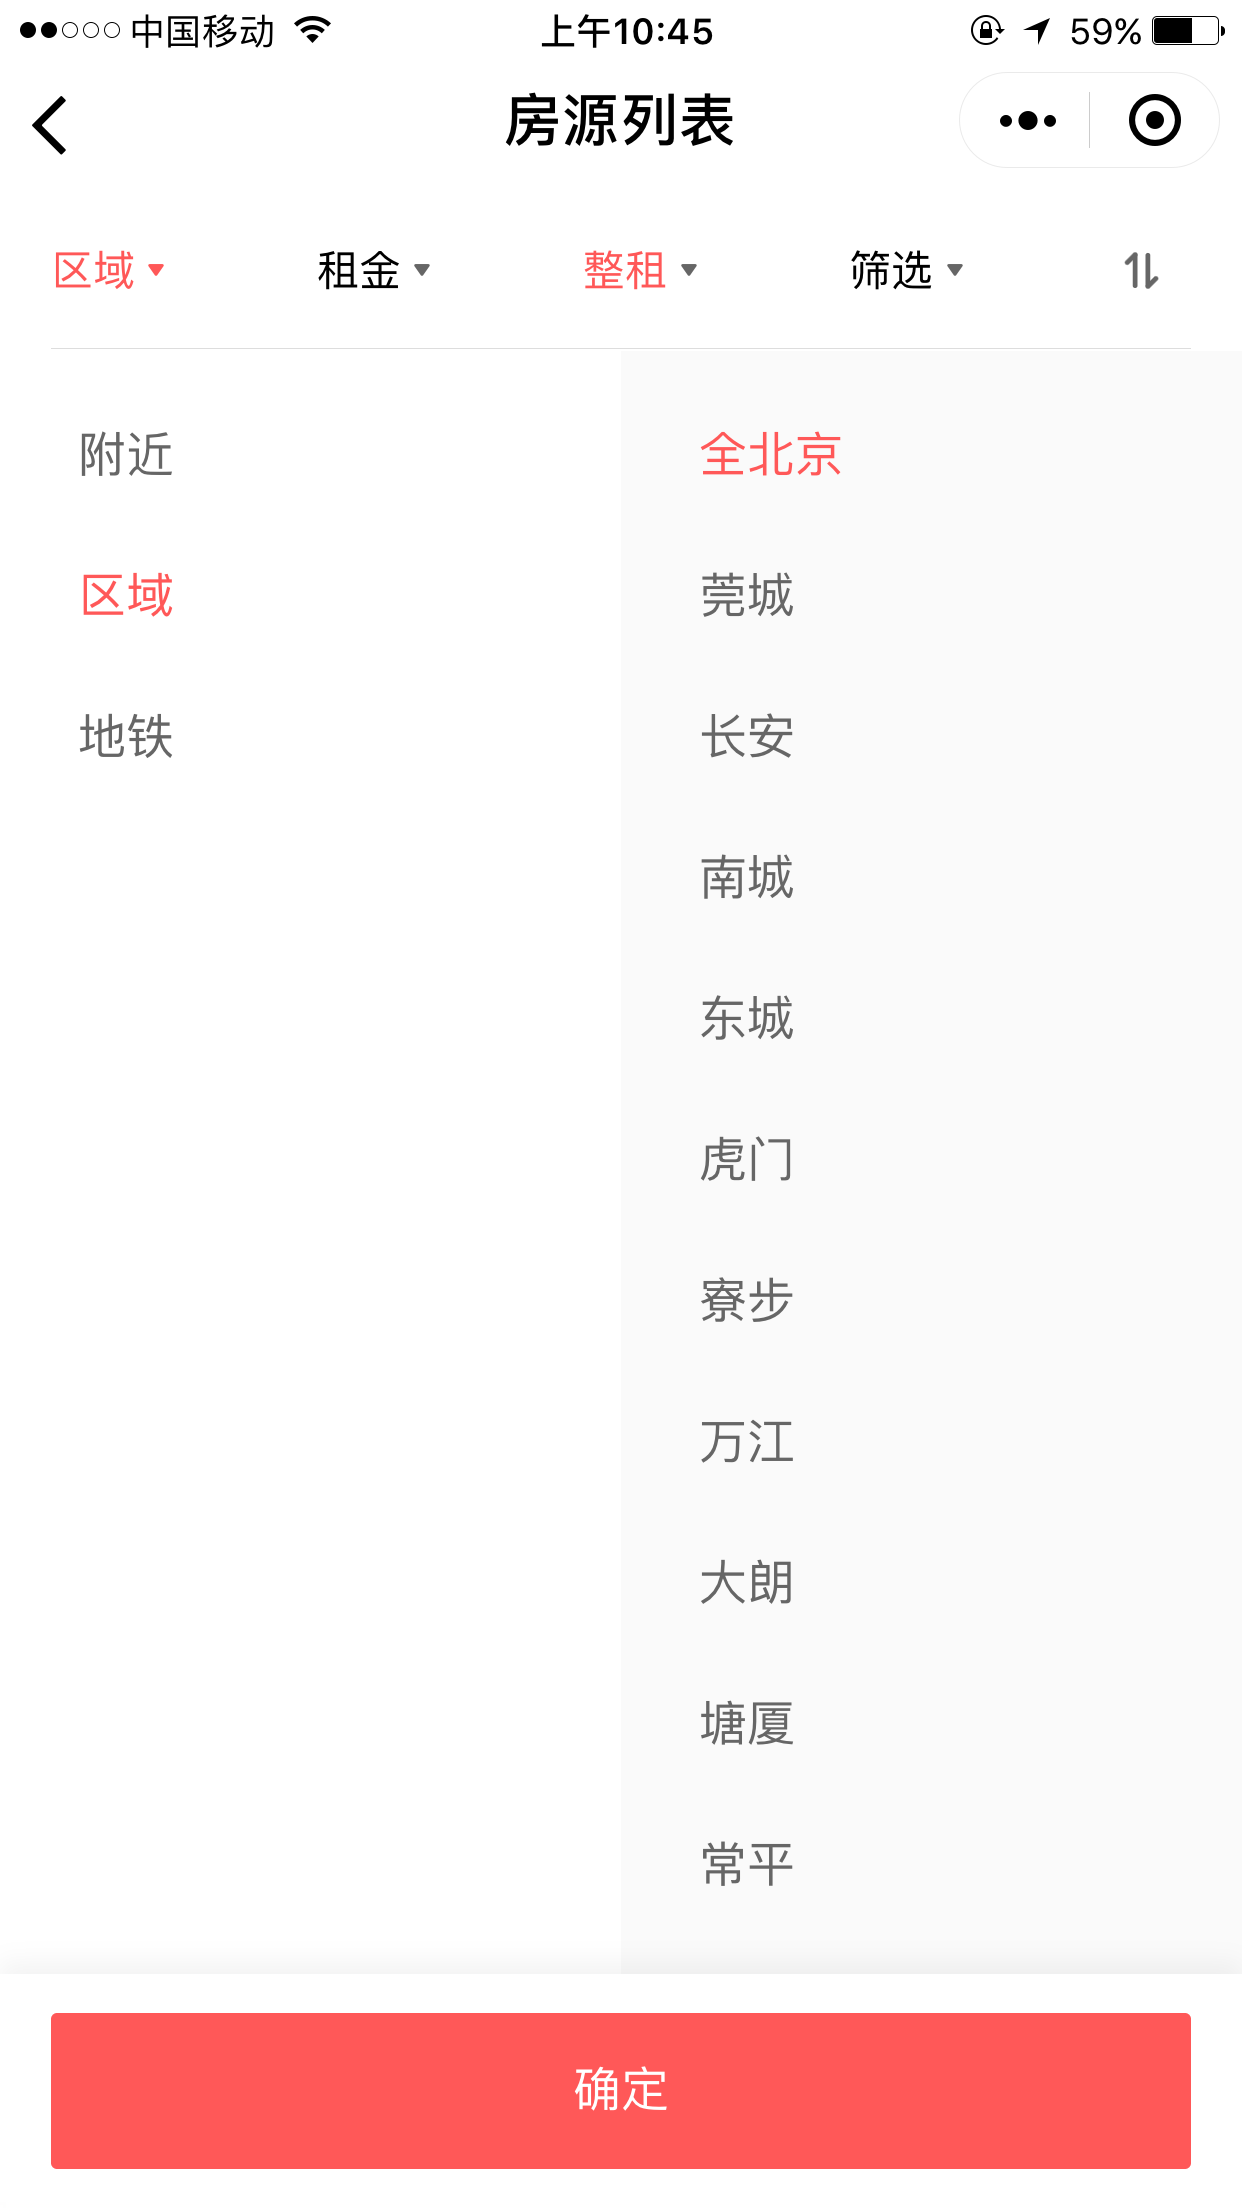 中国移动 上午10:45 59%
房源列表
区域 租金 整租 筛选
附近 全北京
区域 莞城
地铁 长安
南城
东城
虎门
寮步
万江
大朗
塘厦
常平
确定